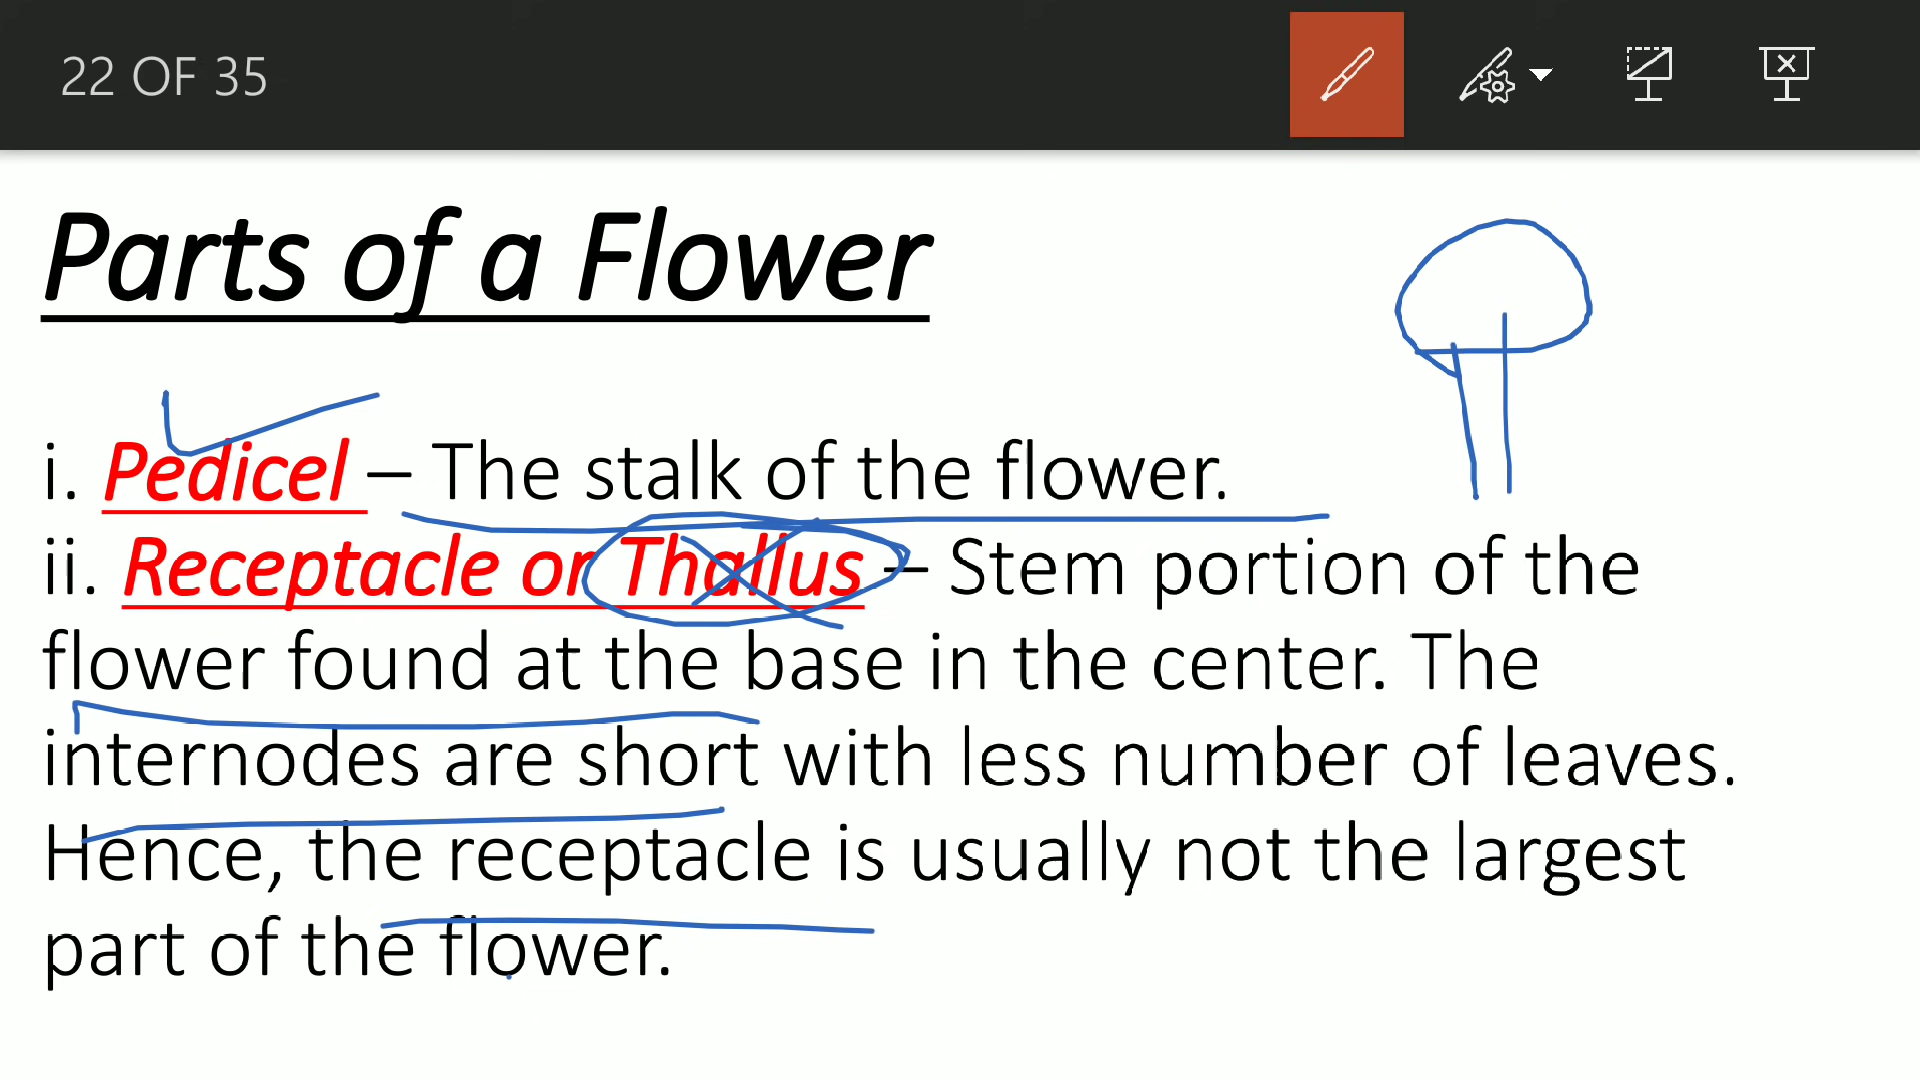 22 OF 35
Parts of a Flower
i. Pedicel – The stalk of the flower.
ii. Receptacle or Thallus – Stem portion of the
flower found at the base in the center. The
internodes are short with less number of leaves.
Hence, the receptacle is usually not the largest
part of the flower.